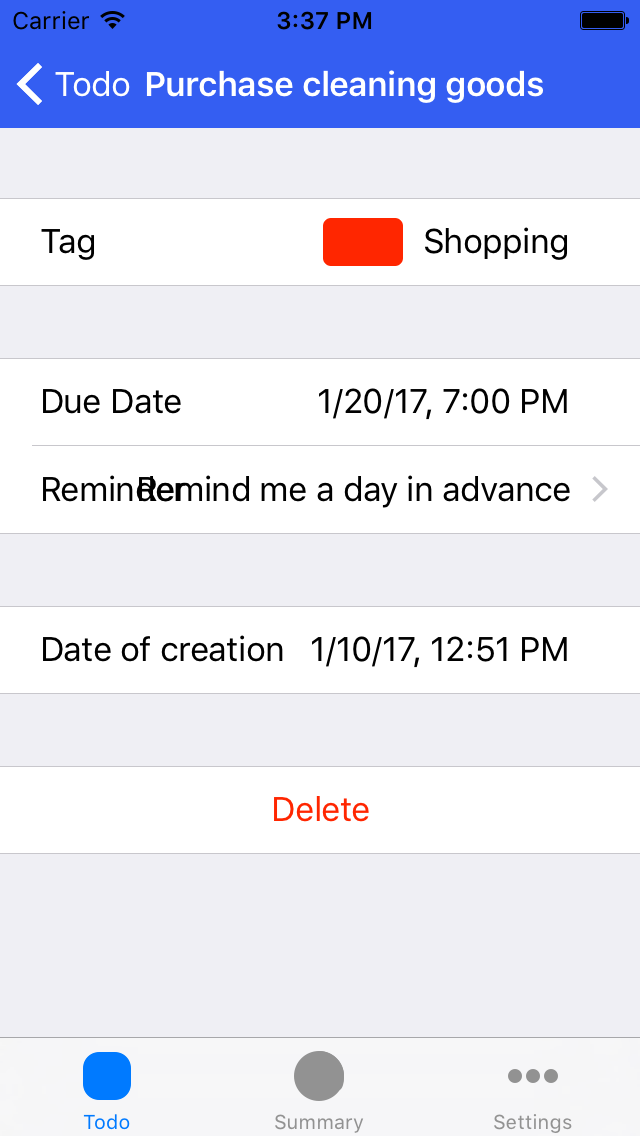 Carrier 3:37 PM
Todo Purchase cleaning goods
Tag Shopping
Due Date 1/20/17, 7:00 PM
Reminder Remind me a day in advance
Date of creation 1/10/17, 12:51 PM
Delete
Todo Summary Settings